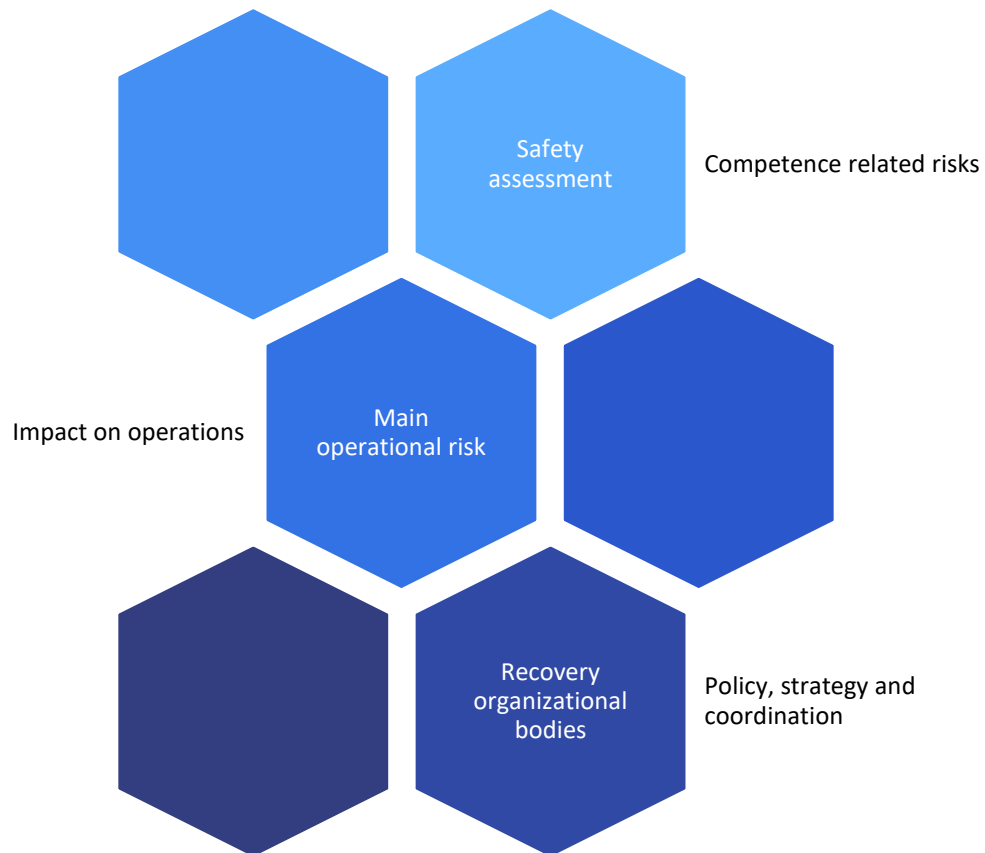 Safety
assessment
Competence related risks
Impact on operations
Main
operational risk
Recovery
organizational
bodies
Policy, strategy and
coordination